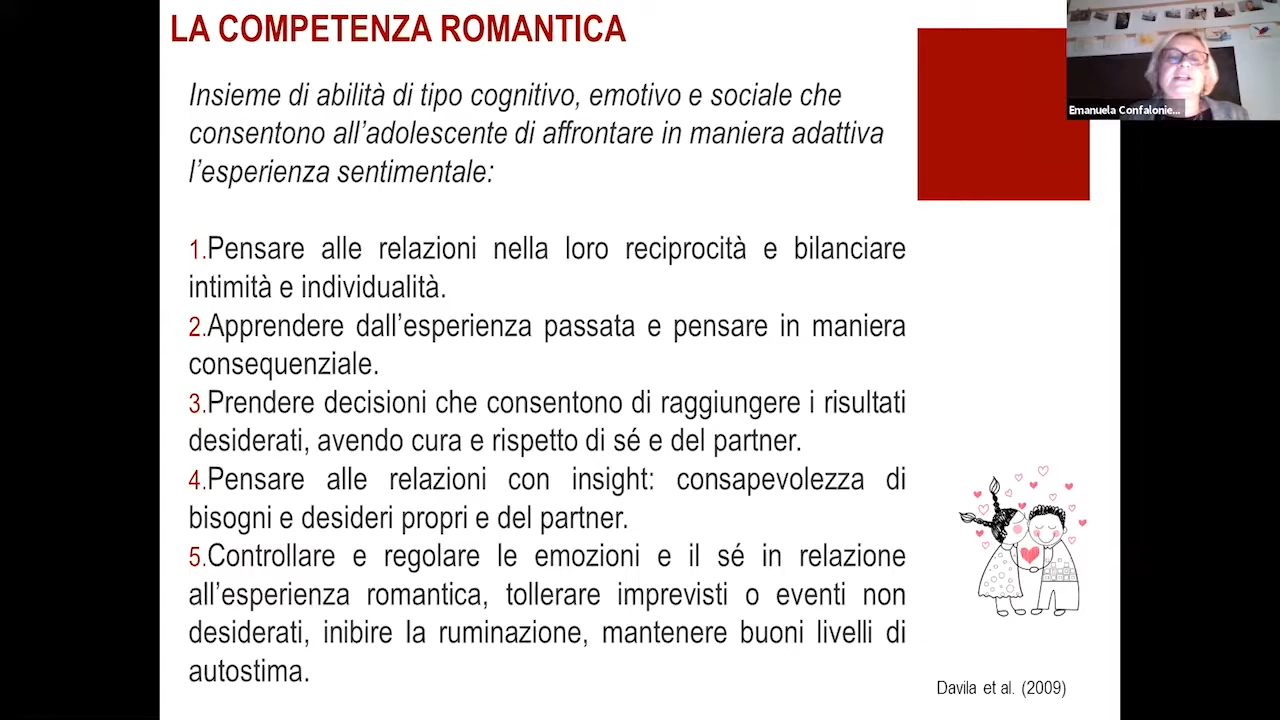 LA COMPETENZA ROMANTICA
Emanuela Confalonie...
Insieme di abilità di tipo cognitivo, emotivo e sociale che
consentono all’adolescente di affrontare in maniera adattiva
l’esperienza sentimentale:
1.Pensare alle relazioni nella loro reciprocità e bilanciare
intimità e individualità.
2.Apprendere dall’esperienza passata e pensare in maniera
consequenziale.
3.Prendere decisioni che consentono di raggiungere i risultati
desiderati, avendo cura e rispetto di sé e del partner.
4.Pensare alle relazioni con insight: consapevolezza di
bisogni e desideri propri e del partner.
5.Controllare e regolare le emozioni e il sé in relazione
all’esperienza romantica, tollerare imprevisti o eventi non
desiderati, inibire la ruminazione, mantenere buoni livelli di
autostima.
Davila et al. (2009)